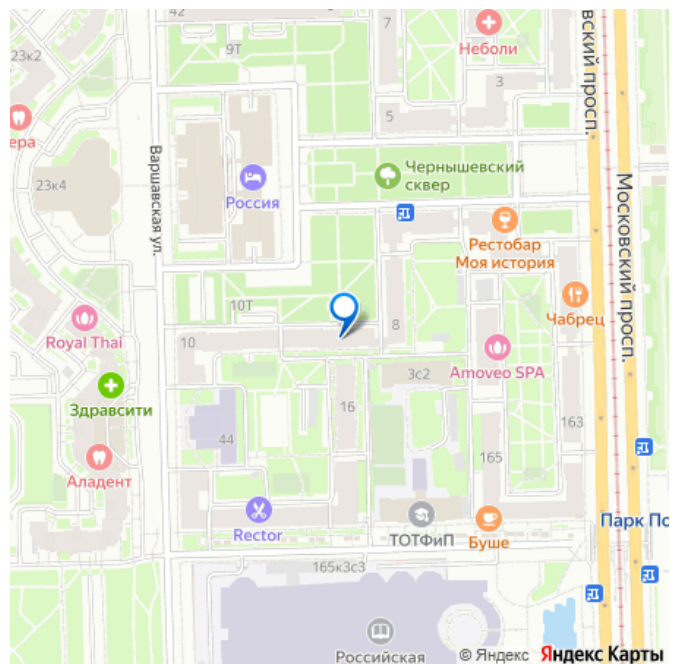 42
7
Неболи
вский просп.
23к2
9Т
3
5
ера
Варшавская ул.
Чернышевский
сквер
23к4
Россия
Московский просп.
Рестобар
Моя история
10Т
Royal Thai
10
8
Чабрец
Amoveo SPA
3с2
Здравсити
16
44
163
165
Аладент
Rector
ТОТФиП
Буше
Парк По
165к3с3
Российская
© Яндекс Яндекс Карты